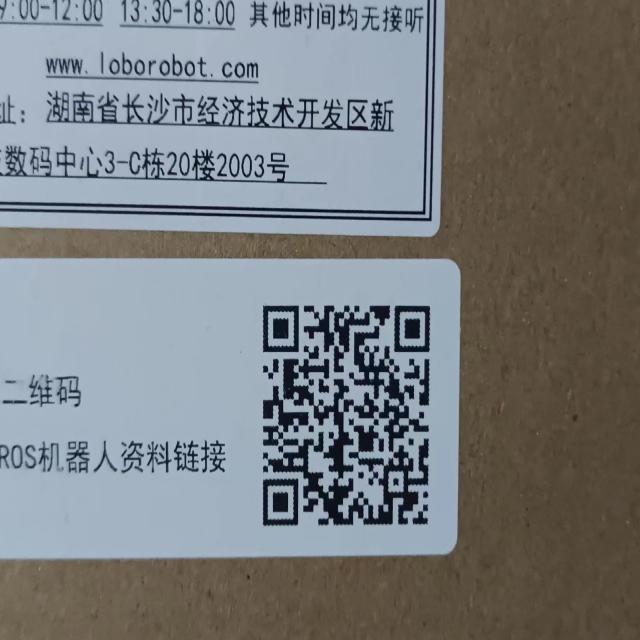 9:00-12:00 13:30-18:00 其他时间均无接听
www.loborobot.com
址：湖南省长沙市经济技术开发区新
数码中心3-C栋20楼2003号
二维码
ROS机器人资料链接